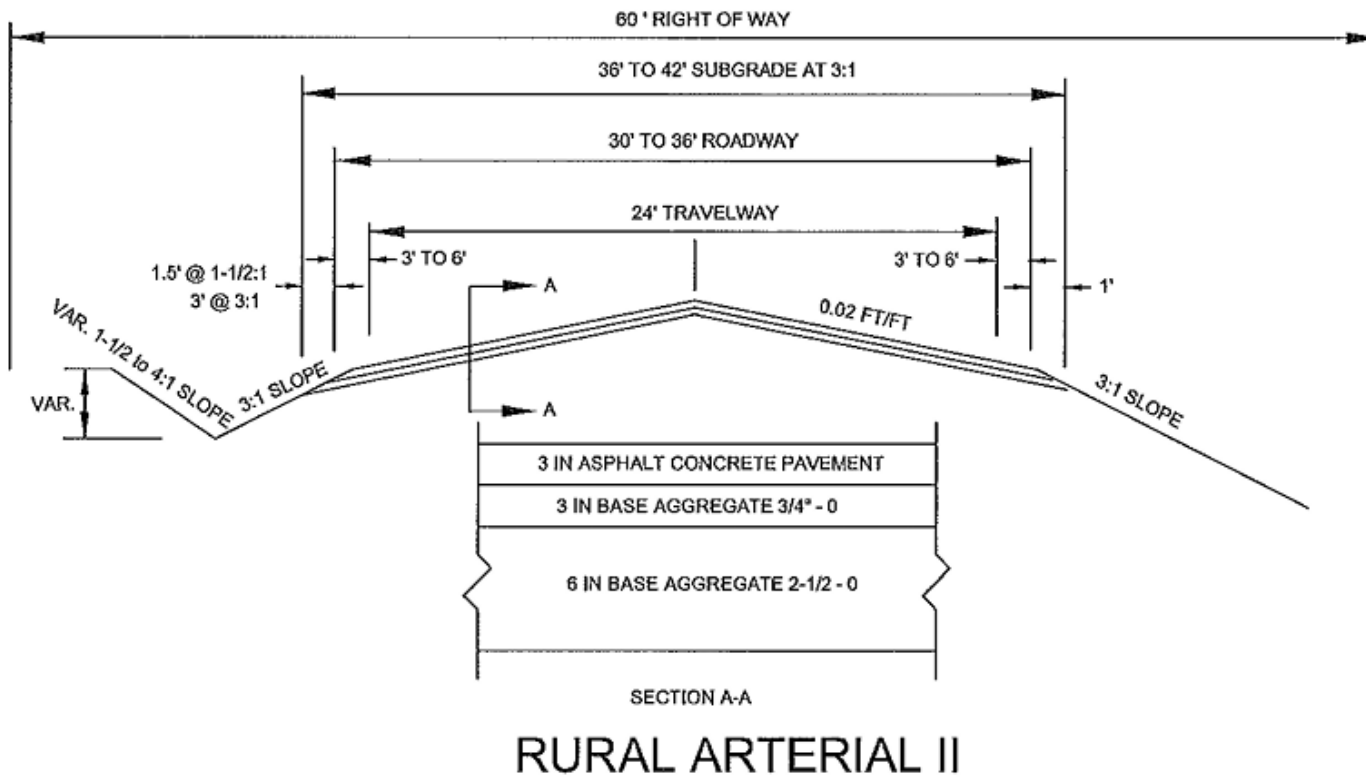 60 ' RIGHT OF WAY
36' TO 42' SUBGRADE AT 3:1
30' TO 36' ROADWAY
24' TRAVELWAY
1.5' @ 1-1/2:1
3' @ 3:1
3' TO 6'
3' TO 6'
1'
A
0.02 FT/FT
VAR. 1-1/2 to 4:1 SLOPE
3:1 SLOPE
VAR.
A
3:1 SLOPE
3 IN ASPHALT CONCRETE PAVEMENT
3 IN BASE AGGREGATE 3/4" - 0
6 IN BASE AGGREGATE 2-1/2 - 0
SECTION A-A
RURAL ARTERIAL II